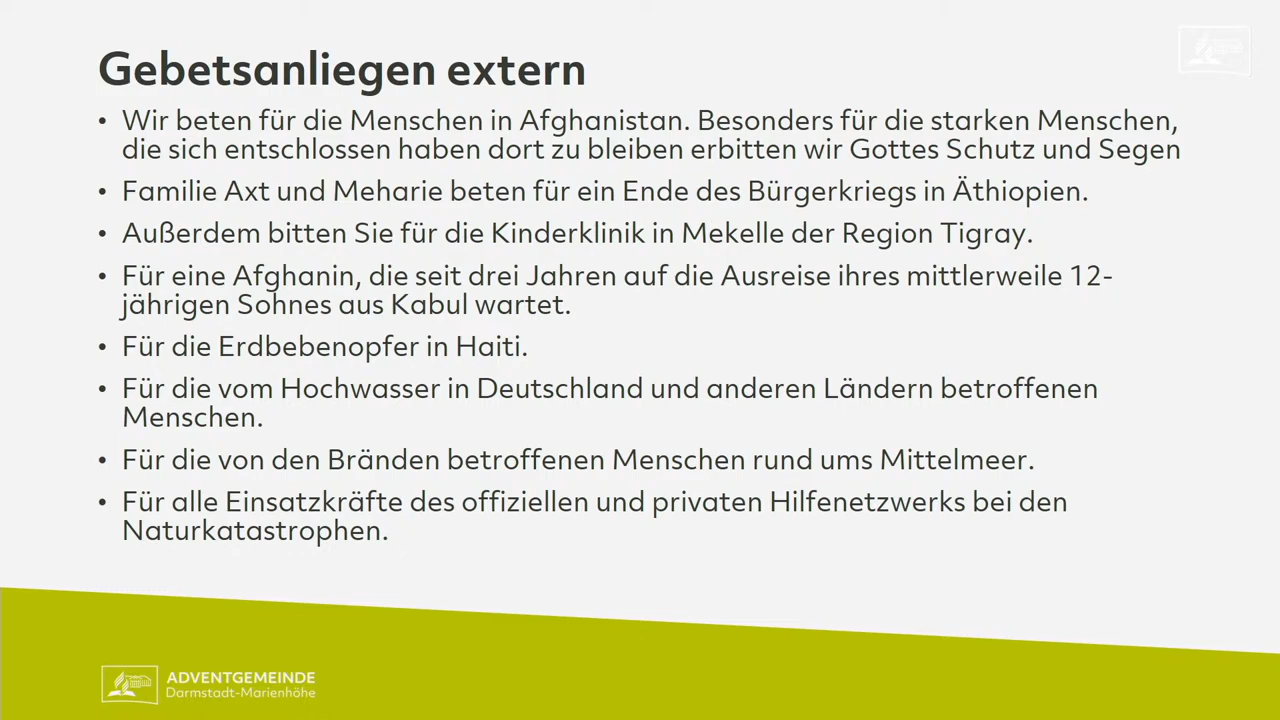 Gebetsanliegen extern
• Wir beten für die Menschen in Afghanistan. Besonders für die starken Menschen,
die sich entschlossen haben dort zu bleiben erbitten wir Gottes Schutz und Segen
• Familie Axt und Meharie beten für ein Ende des Bürgerkriegs in Äthiopien.
• Außerdem bitten Sie für die Kinderklinik in Mekelle der Region Tigray.
• Für eine Afghanin, die seit drei Jahren auf die Ausreise ihres mittlerweile 12-
jährigen Sohnes aus Kabul wartet.
• Für die Erdbebenopfer in Haiti.
• Für die vom Hochwasser in Deutschland und anderen Ländern betroffenen
Menschen.
• Für die von den Bränden betroffenen Menschen rund ums Mittelmeer.
• Für alle Einsatzkräfte des offiziellen und privaten Hilfenetzwerks bei den
Naturkatastrophen.
ADVENTGEMEINDE
Darmstadt-Marienhöhe